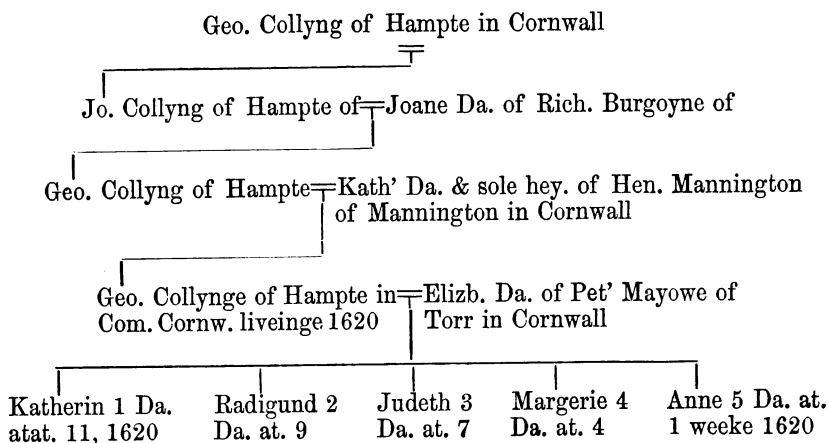 Geo. Collyng of Hampte in Cornwall
Jo. Collyng of Hampte of Joane Da. of Rich. Burgoyne of
Geo. Collyng of Hampte Kath' Da. & sole hey. of Hen. Mannington
of Mannington in Cornwall
Geo. Collynge of Hampte in
Com. Cornw. liveinge 1620
Elizb. Da. of Pet' Mayowe of
Torr in Cornwall
Katherin 1 Da.
atat. 11, 1620
Radigund 2
Da. at. 9
Judeth 3
Da. at. 7
Margerie 4
Da. at. 4
Anne 5 Da. at.
1 weeke 1620